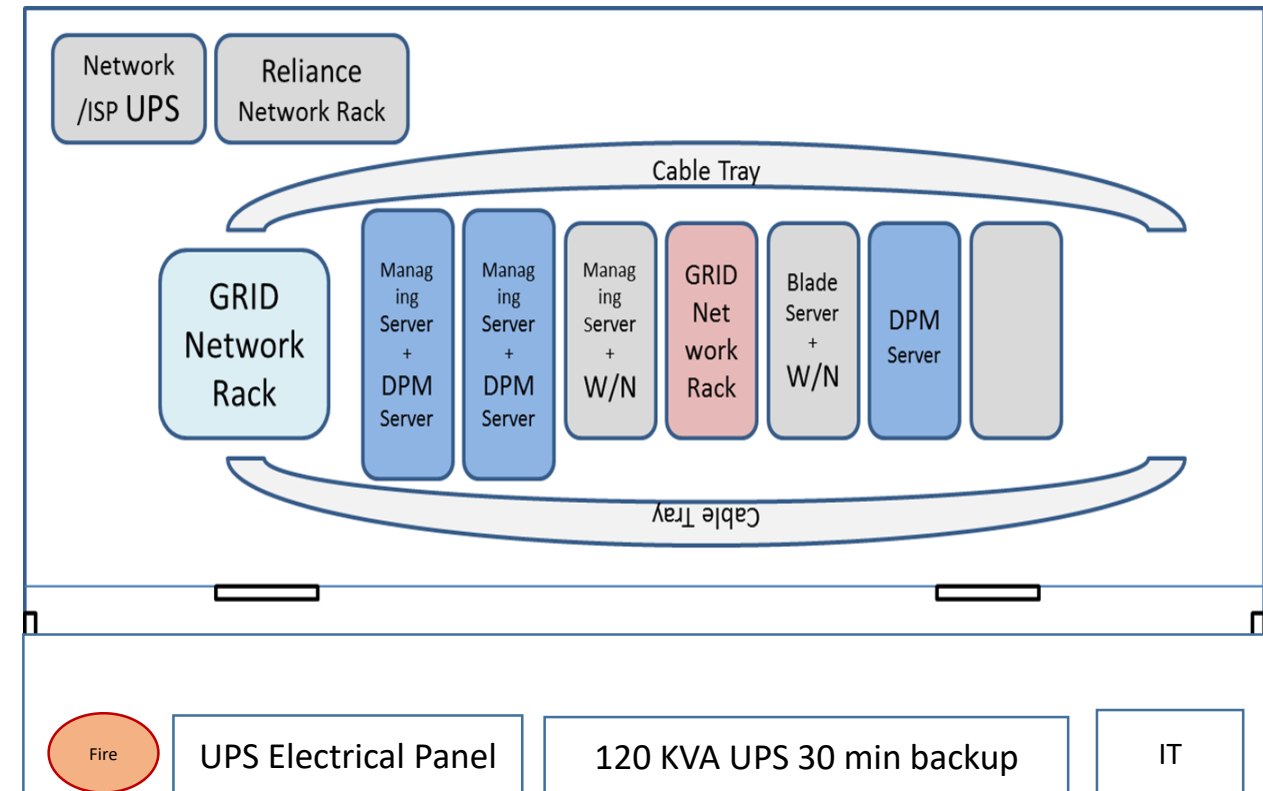 Network
/ISP UPS
Reliance
Network Rack
Cable Tray
GRID
Network
Rack
Manag
ing
Server
+
DPM
Server
Manag
ing
Server
+
DPM
Server
Manag
ing
Server
+
W/N
GRID
Net
work
Rack
Blade
Server
+
W/N
DPM
Server
Cable Tray
Fire
UPS Electrical Panel
120 KVA UPS 30 min backup
IT